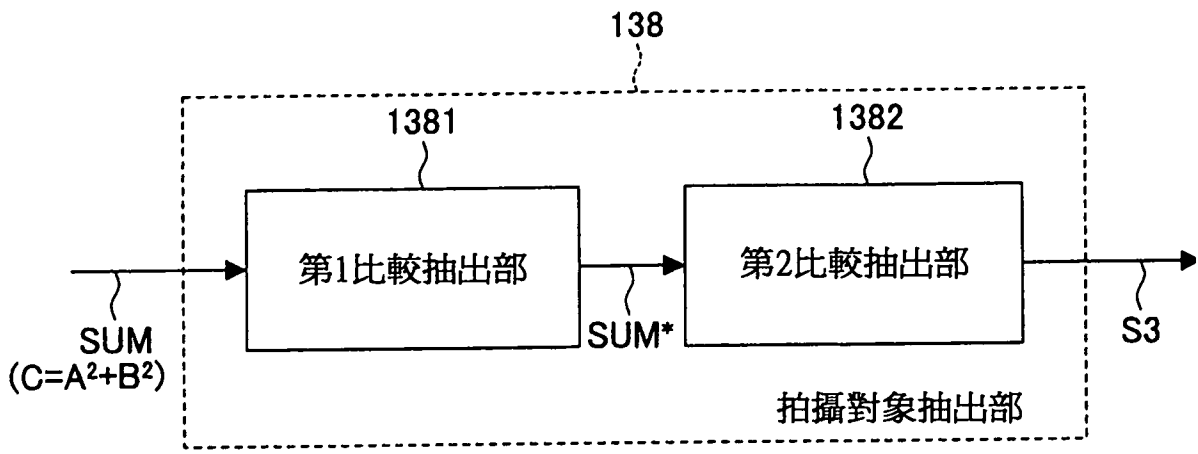 138
1381
1382
第1比較抽出部
第2比較抽出部
SUM
(C=A²+B²)
SUM*
S3
拍攝對象抽出部